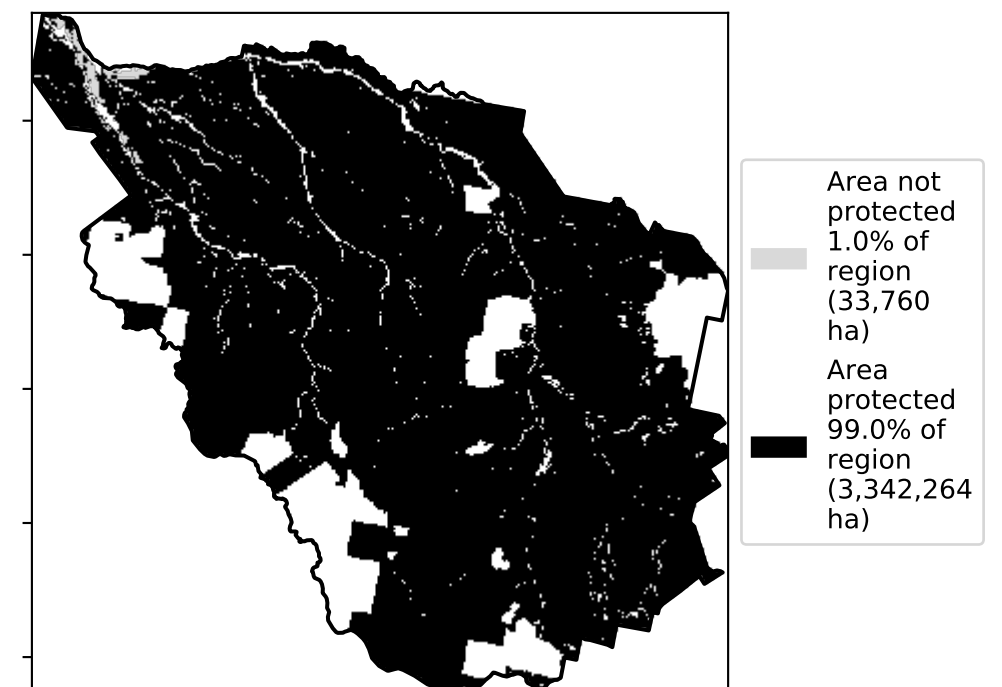 Area not
protected
1.0% of
region
(33,760
ha)
Area
protected
99.0% of
region
(3,342,264
ha)